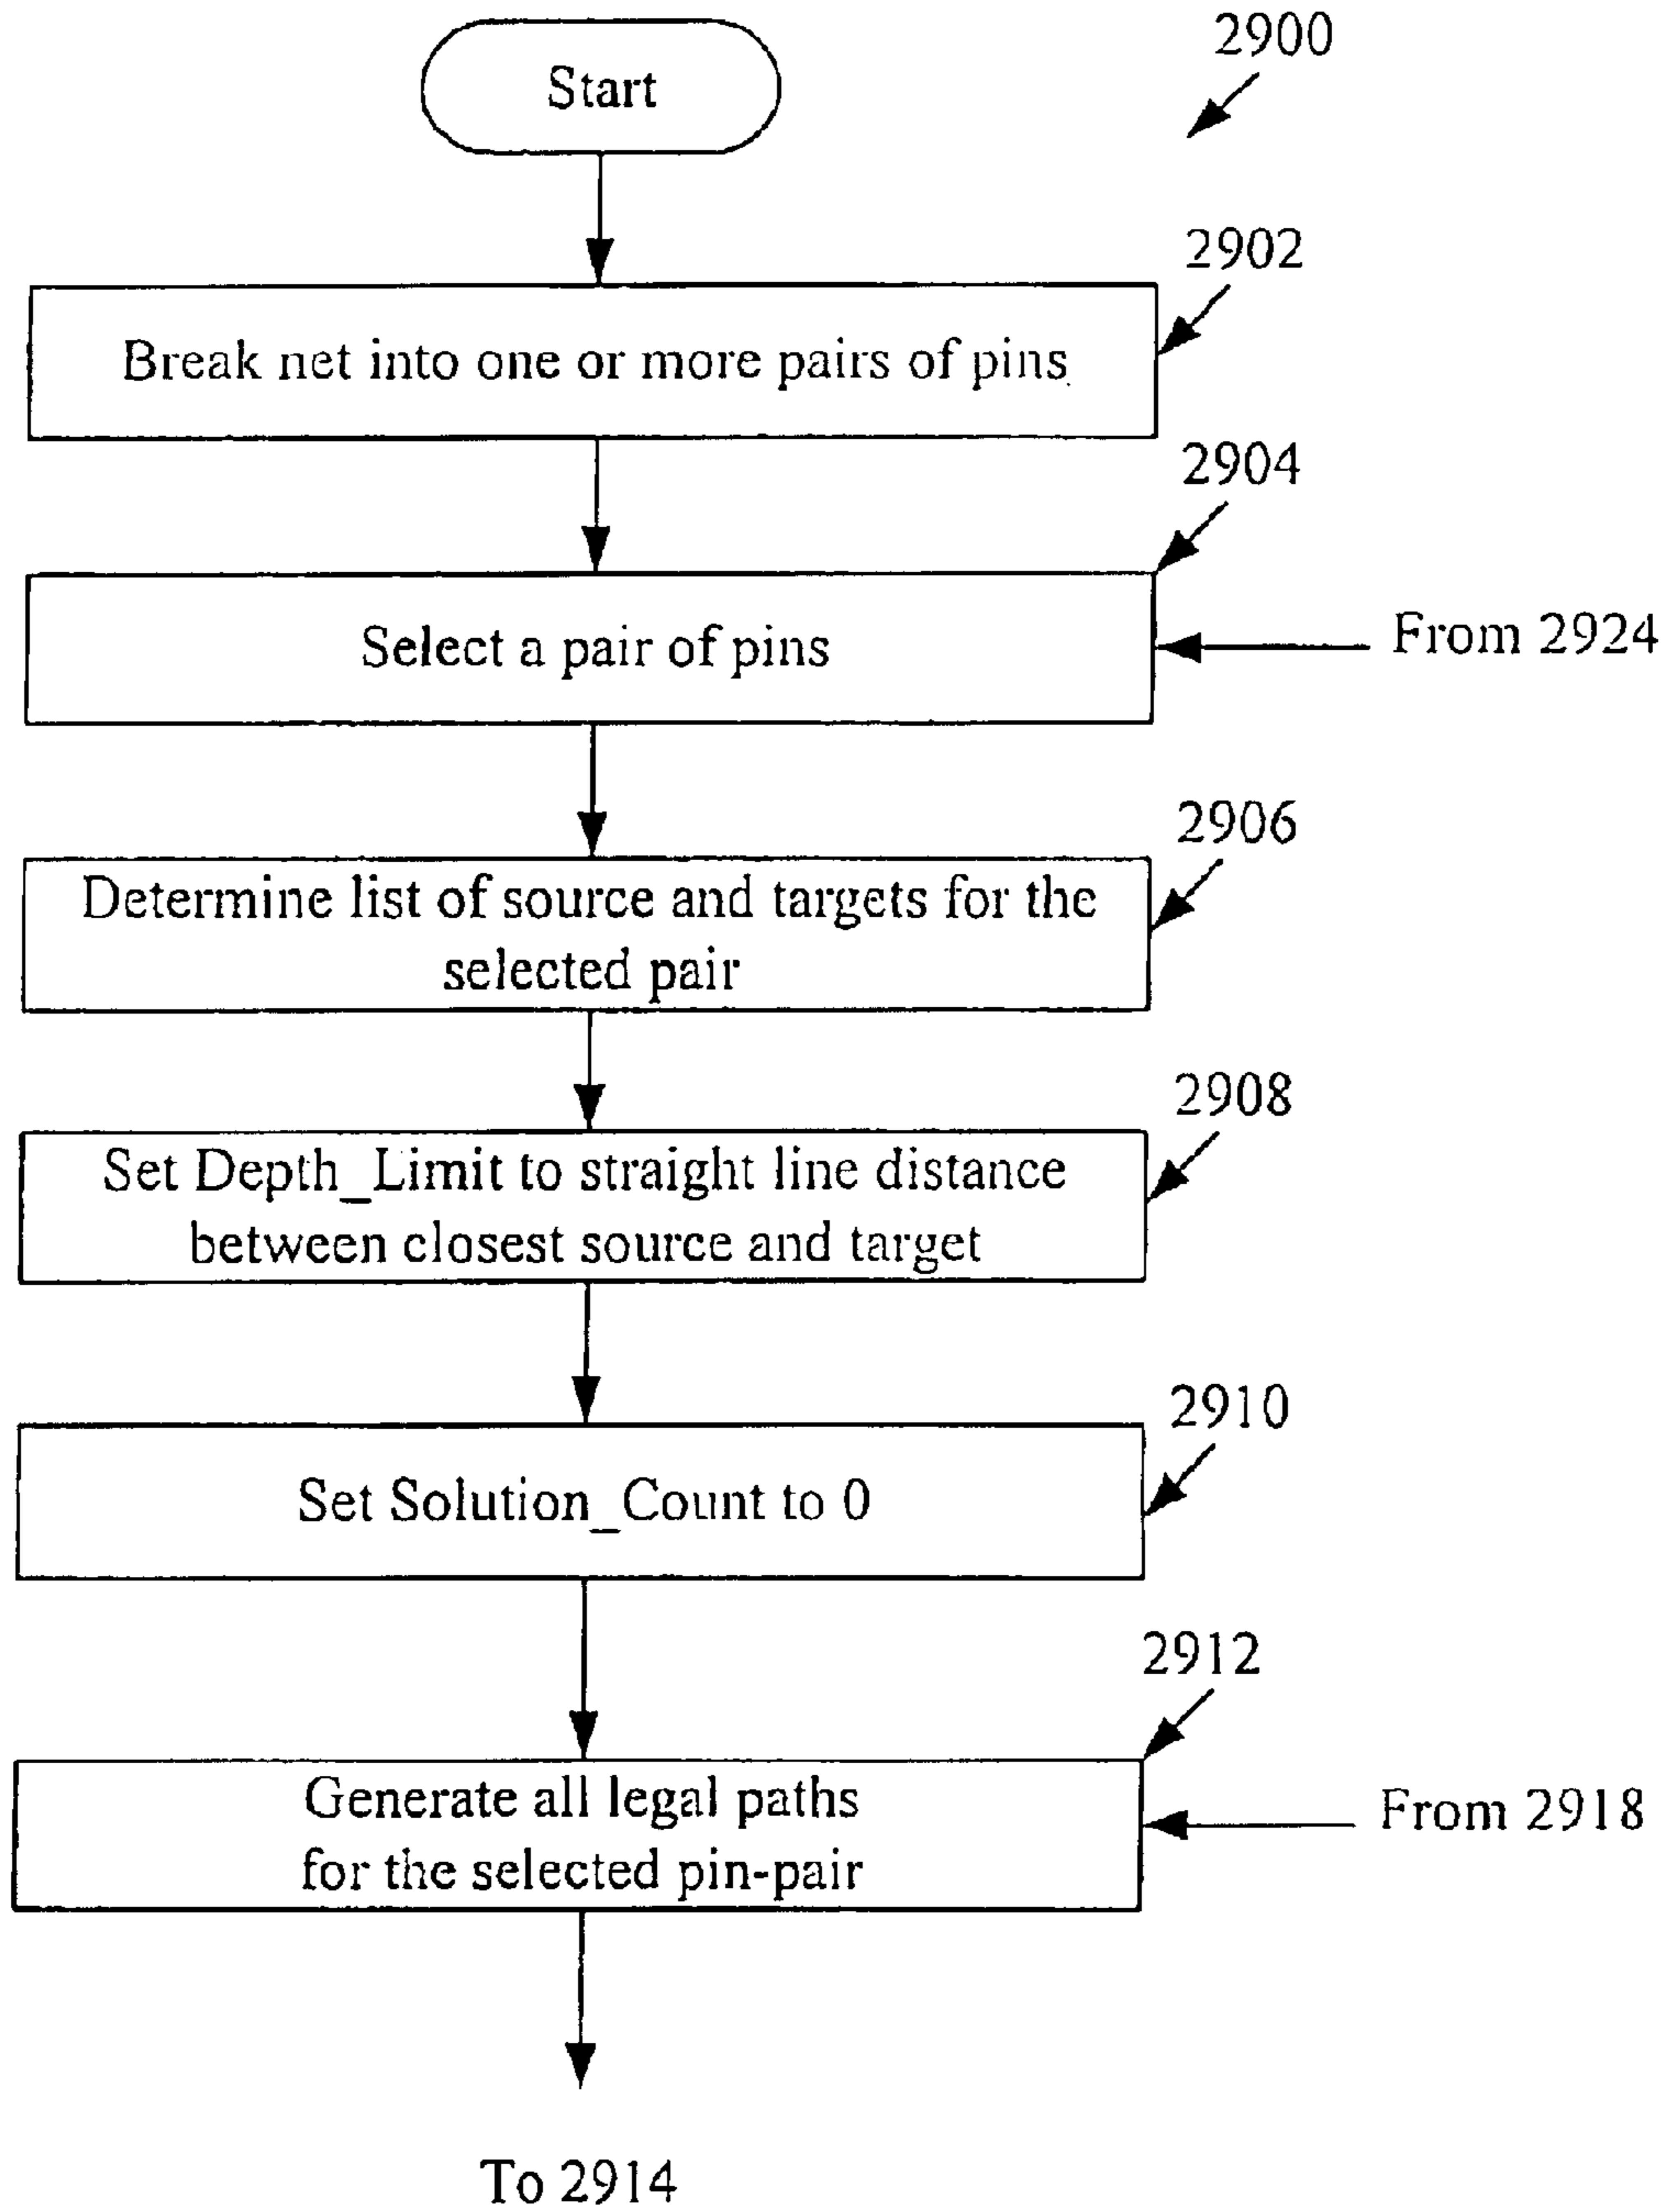 2900
Start
2902
Break net into one or more pairs of pins
2904
Select a pair of pins
From 2924
2906
Determine list of source and targets for the
selected pair
2908
Set Depth_Limit to straight line distance
between closest source and target
2910
Set Solution_Count to 0
2912
Generate all legal paths
for the selected pin-pair
From 2918
To 2914